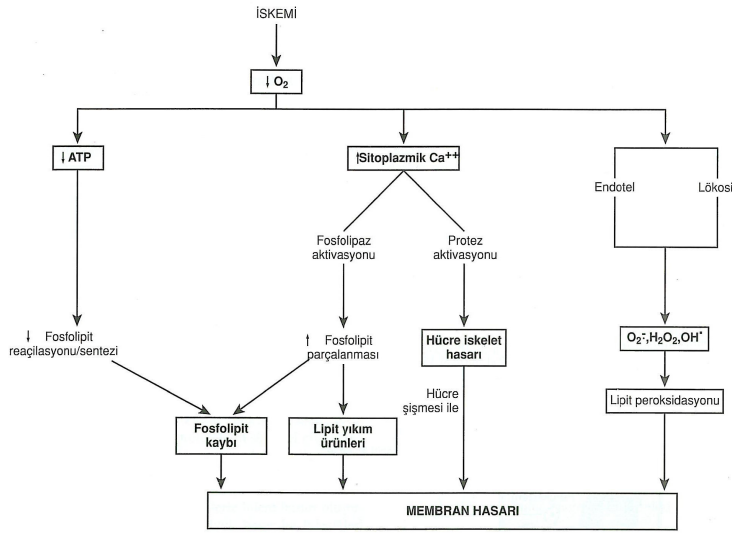 İSKEMİ
↓ O₂
↓ ATP
↑Sitoplazmik Ca⁺⁺
Endotel
Lökosi
Fosfolipaz
aktivasyonu
Protez
aktivasyonu
↓ Fosfolipit
reaçilasyonu/sentezi
↑ Fosfolipit
parçalanması
Hücre iskelet
hasarı
O₂⁻,H₂O₂,OH•
Hücre
şişmesi ile
Lipit peroksidasyonu
Fosfolipit
kaybı
Lipit yıkım
ürünleri
MEMBRAN HASARI